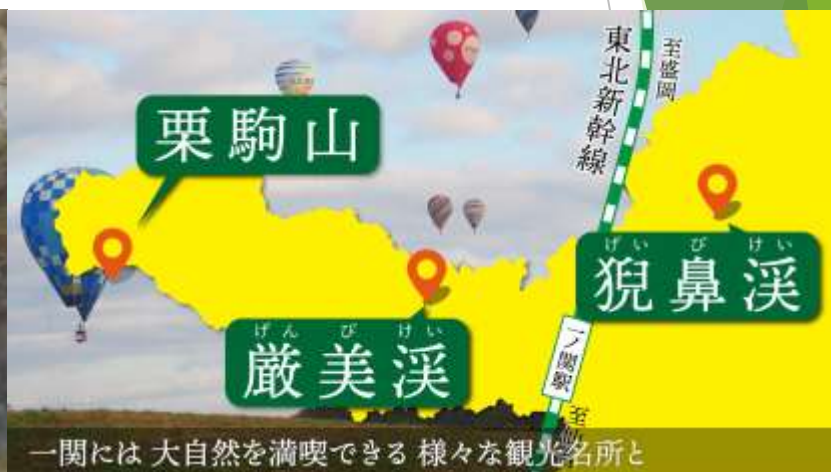 東北新幹線
至盛岡
栗駒山
げいびけい
猊鼻渓
げんびけい
厳美渓
一ノ関駅
至
一関には 大自然を満喫できる 様々な観光名所と